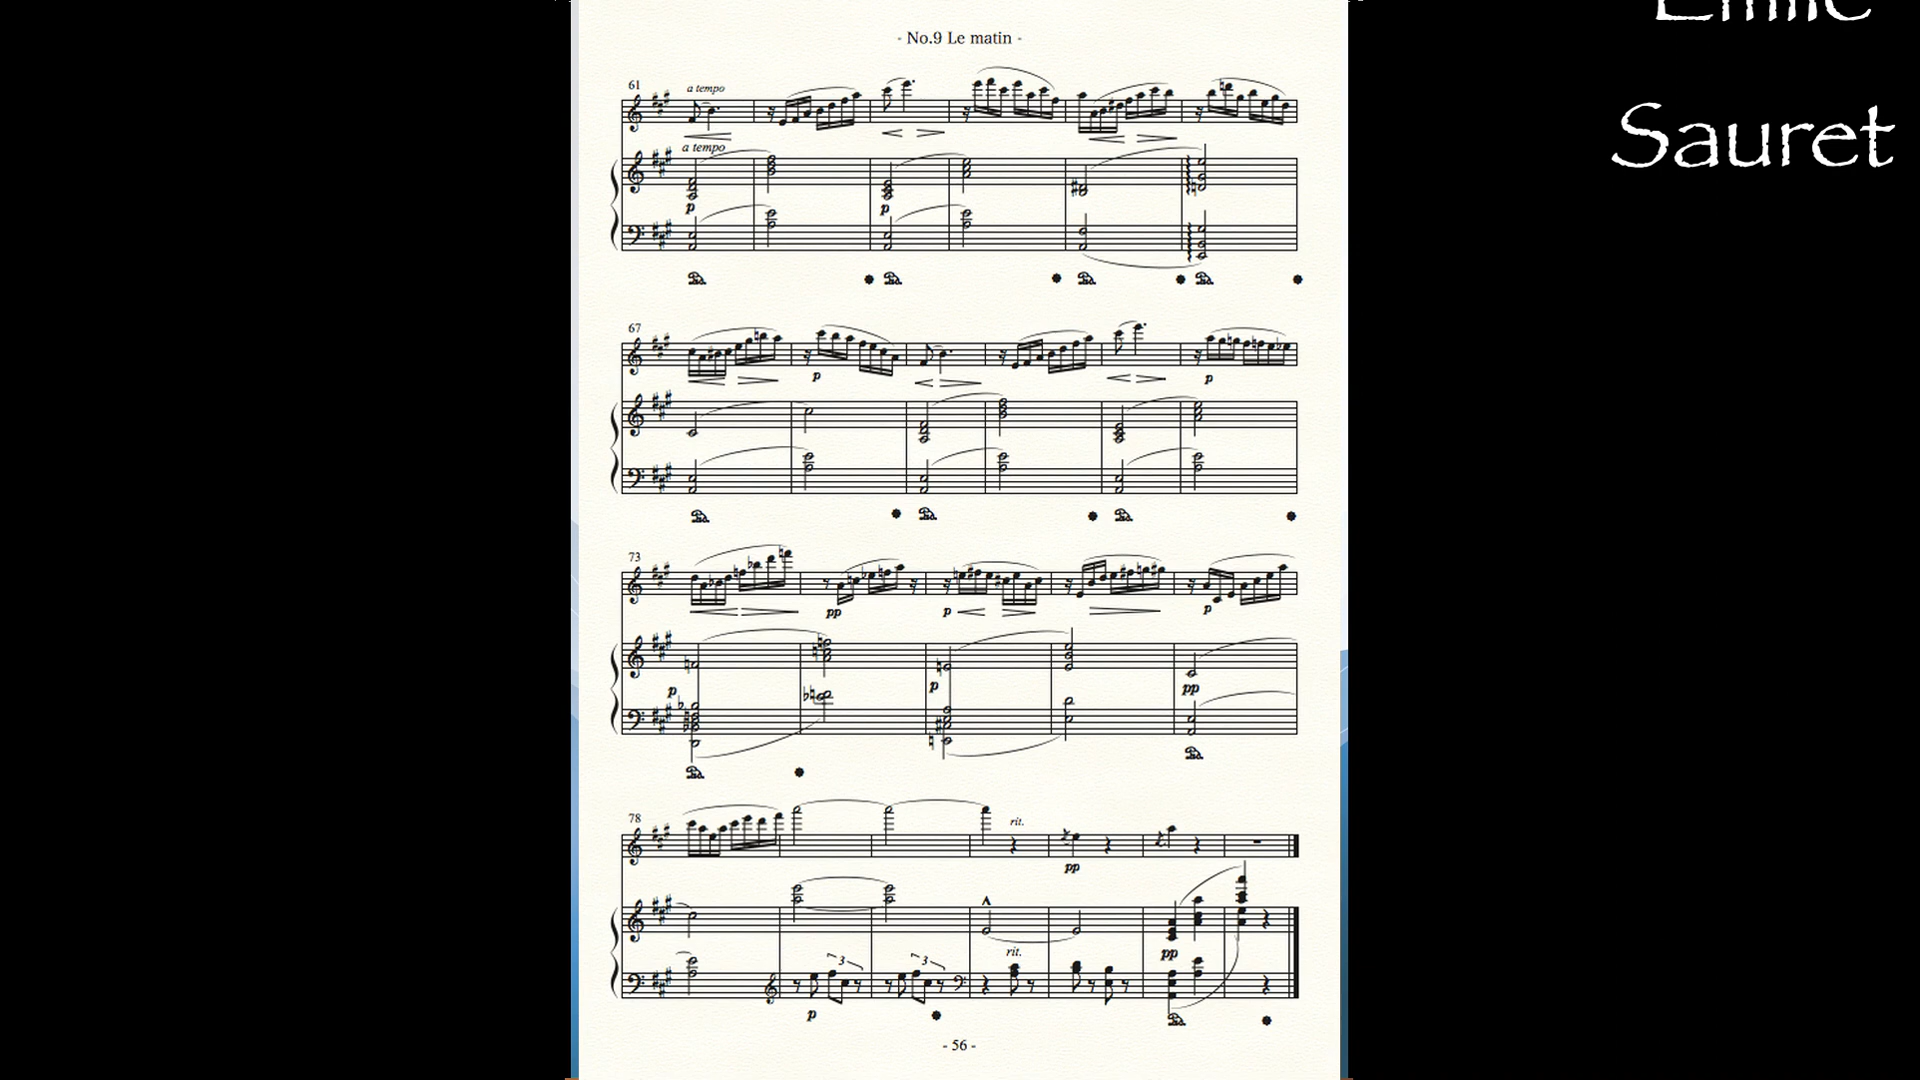 - No.9 Le matin -
Emile
Sauret
61
a tempo
a tempo
p
p
67
p
p
73
pp
p
p
p
p
pp
78
rit.
pp
3
3
rit.
pp
p
- 56 -